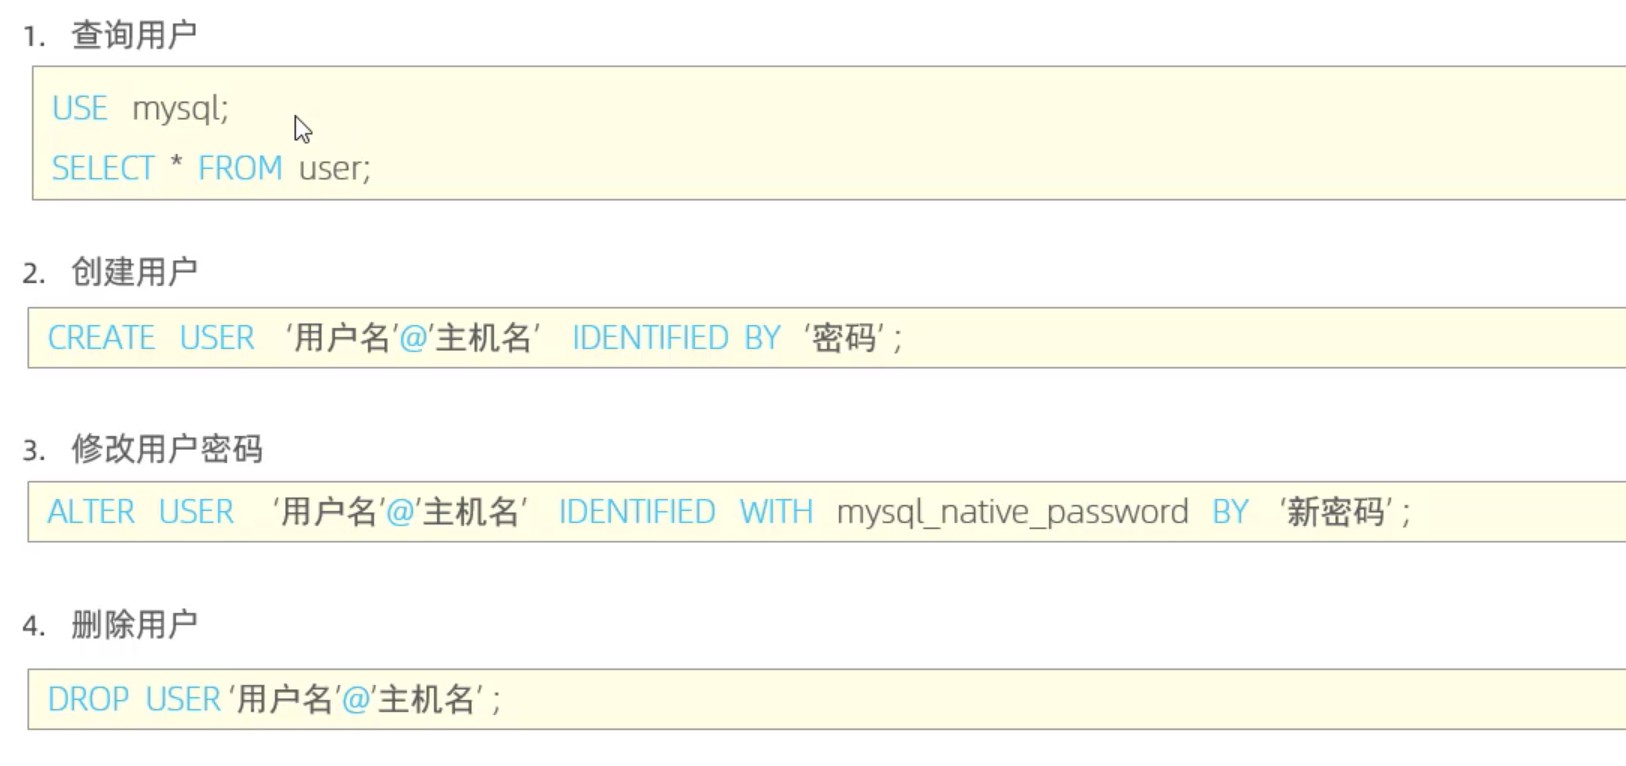 1. 查询用户
USE mysql;
SELECT * FROM user;
2. 创建用户
CREATE USER ‘用户名’@’主机名’ IDENTIFIED BY ‘密码’ ;
3. 修改用户密码
ALTER USER ‘用户名’@’主机名’ IDENTIFIED WITH mysql_native_password BY ‘新密码’ ;
4. 删除用户
DROP USER ‘用户名’@’主机名’ ;